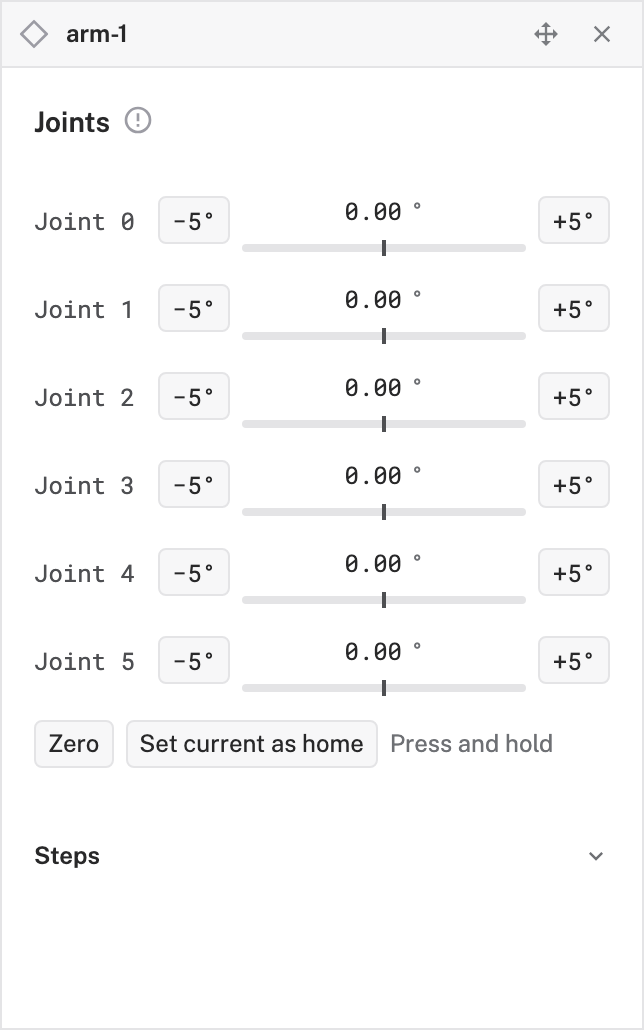 arm-1
Joints
Joint 0 −5° 0.00 ° +5°
Joint 1 −5° 0.00 ° +5°
Joint 2 −5° 0.00 ° +5°
Joint 3 −5° 0.00 ° +5°
Joint 4 −5° 0.00 ° +5°
Joint 5 −5° 0.00 ° +5°
Zero Set current as home Press and hold
Steps